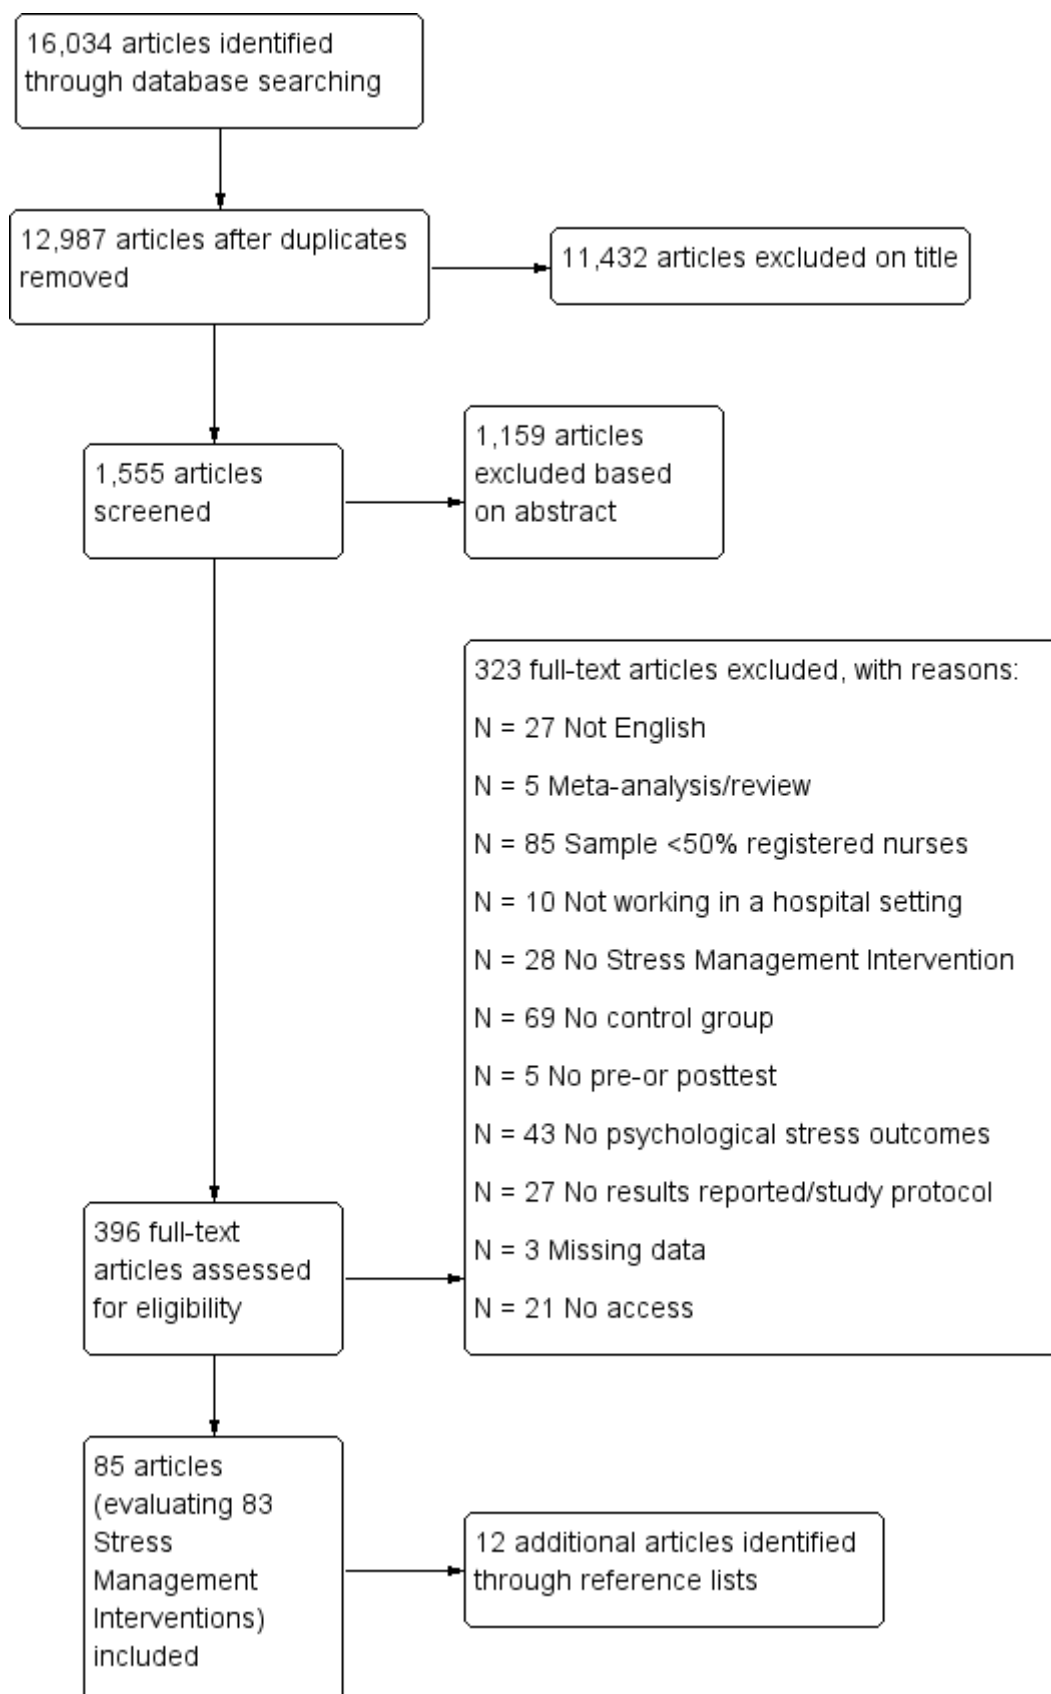 16,034 articles identified
through database searching
12,987 articles after duplicates
removed
11,432 articles excluded on title
1,555 articles
screened
1,159 articles
excluded based
on abstract
323 full-text articles excluded, with reasons:
N = 27 Not English
N = 5 Meta-analysis/review
N = 85 Sample <50% registered nurses
N = 10 Not working in a hospital setting
N = 28 No Stress Management Intervention
N = 69 No control group
N = 5 No pre-or posttest
N = 43 No psychological stress outcomes
N = 27 No results reported/study protocol
N = 3 Missing data
N = 21 No access
396 full-text
articles assessed
for eligibility
85 articles
(evaluating 83
Stress
Management
Interventions)
included
12 additional articles identified
through reference lists